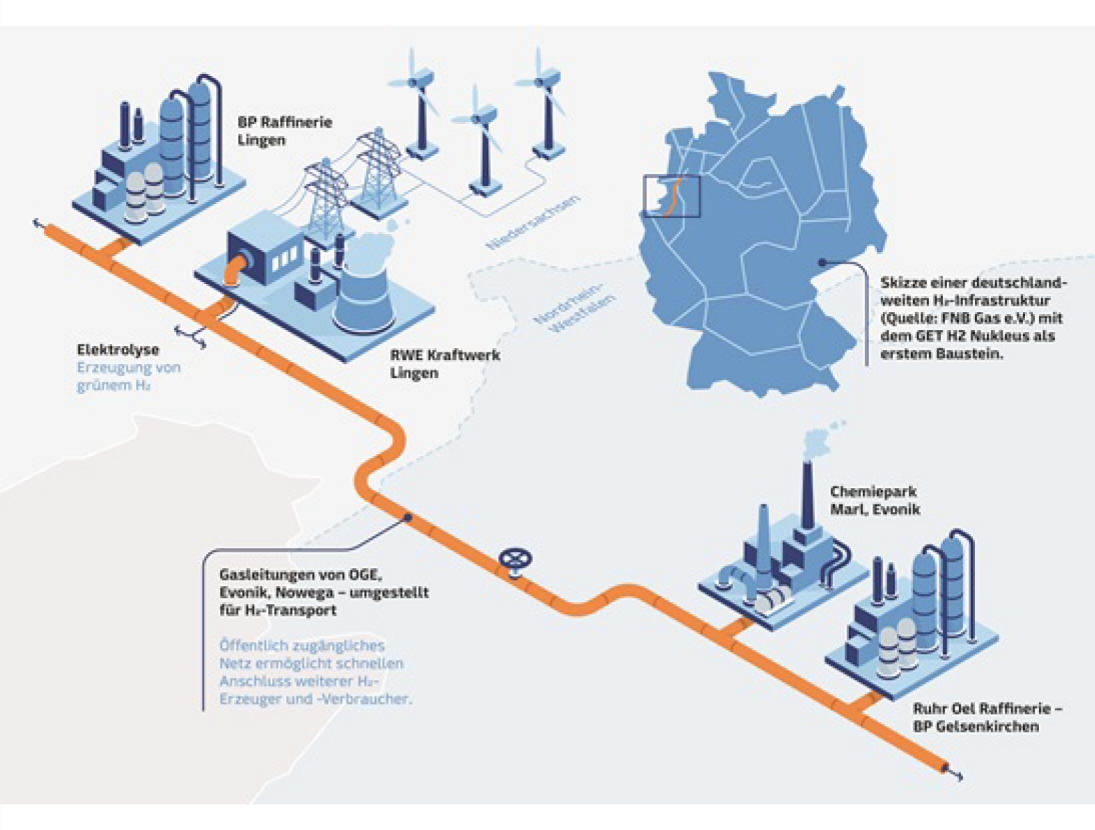 BP Raffinerie
Lingen
Niedersachsen
Nordrhein-
Westfalen
Skizze einer deutschland-
weiten H₂-Infrastruktur
(Quelle: FNB Gas e.V.) mit
dem GET H2 Nukleus als
erstem Baustein.
Elektrolyse
Erzeugung von
grünem H₂
RWE Kraftwerk
Lingen
Chemiepark
Marl, Evonik
Gasleitungen von OGE,
Evonik, Nowega – umgestellt
für H₂-Transport
Öffentlich zugängliches
Netz ermöglicht schnellen
Anschluss weiterer H₂-
Erzeuger und -Verbraucher.
Ruhr Oel Raffinerie –
BP Gelsenkirchen